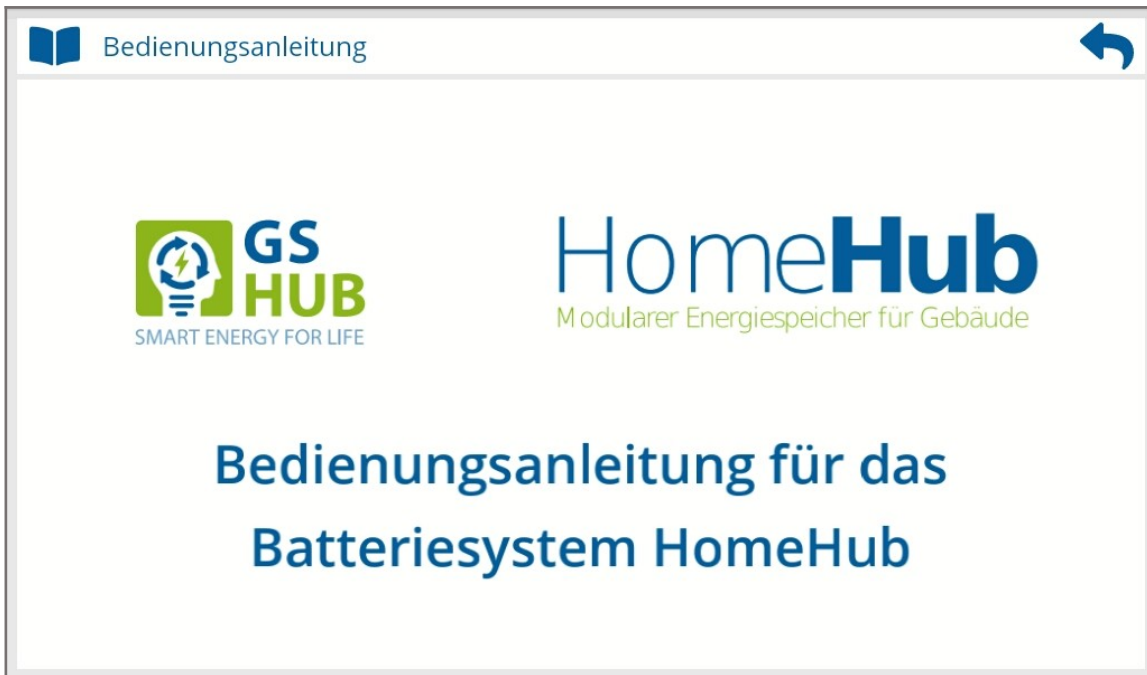 Bedienungsanleitung
GS
HUB
SMART ENERGY FOR LIFE
HomeHub
Modularer Energiespeicher für Gebäude
Bedienungsanleitung für das
Batteriesystem HomeHub